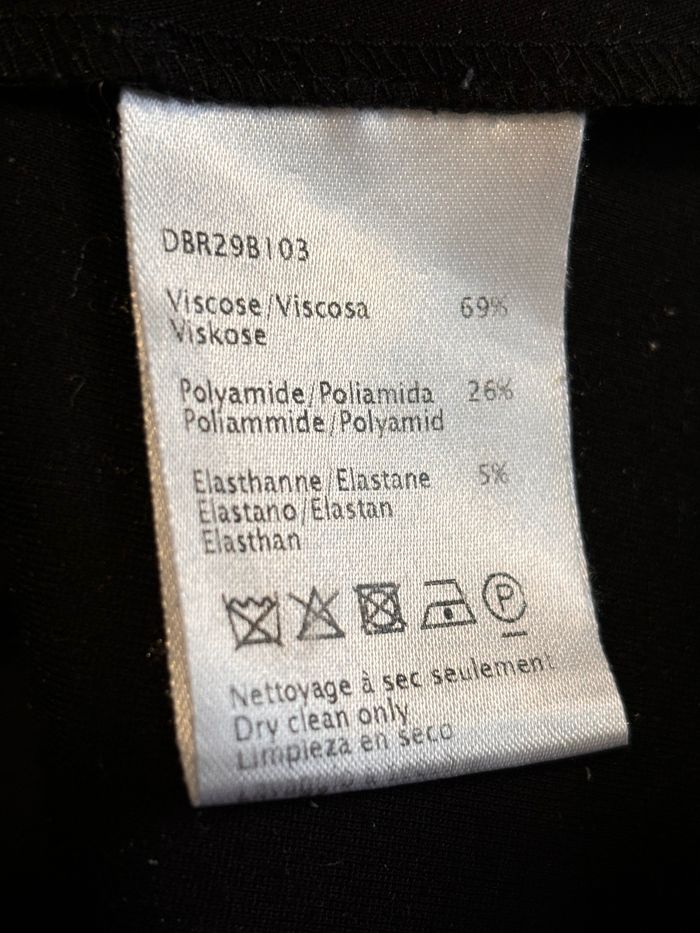 DBR29B103
Viscose/Viscosa 69%
Viskose
Polyamide/Poliamida 26%
Poliammide/Polyamid
Elasthanne/Elastane 5%
Elastano/Elastan
Elasthan
P
Nettoyage à sec seulement
Dry clean only
Limpieza en seco